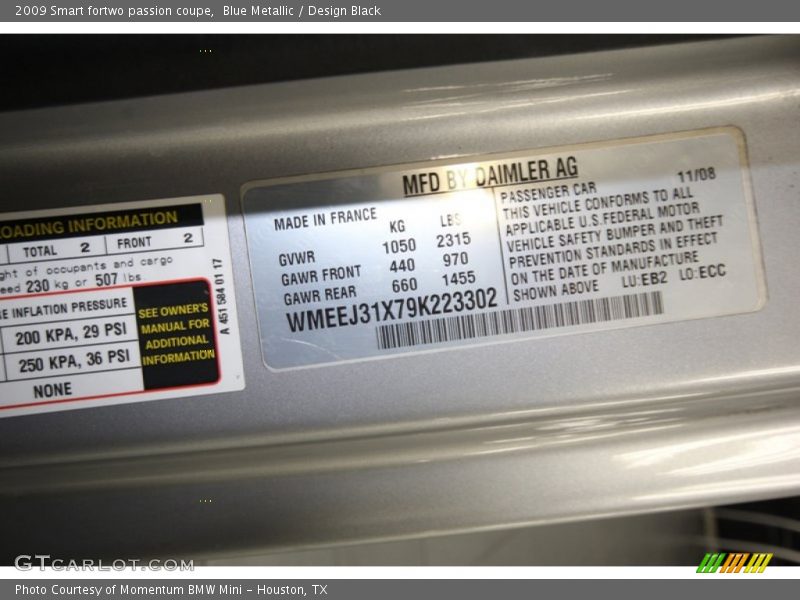 2009 Smart fortwo passion coupe,  Blue Metallic / Design Black
LOADING INFORMATION
TOTAL 2 FRONT 2
of occupants and cargo
230 kg or 507 lbs
INFLATION PRESSURE
200 KPA, 29 PSI
250 KPA, 36 PSI
NONE
SEE OWNER'S
MANUAL FOR
ADDITIONAL
INFORMATION
A 451 584 01 17
MFD BY DAIMLER AG
MADE IN FRANCE
KG LBS
GVWR 1050 2315
GAWR FRONT 440 970
GAWR REAR 660 1455
WMEEJ31X79K223302
PASSENGER CAR 11/08
THIS VEHICLE CONFORMS TO ALL
APPLICABLE U.S.FEDERAL MOTOR
VEHICLE SAFETY BUMPER AND THEFT
PREVENTION STANDARDS IN EFFECT
ON THE DATE OF MANUFACTURE
SHOWN ABOVE LU:EB2 LO:ECC
GTCARLOT.COM
Photo Courtesy of Momentum BMW Mini - Houston, TX